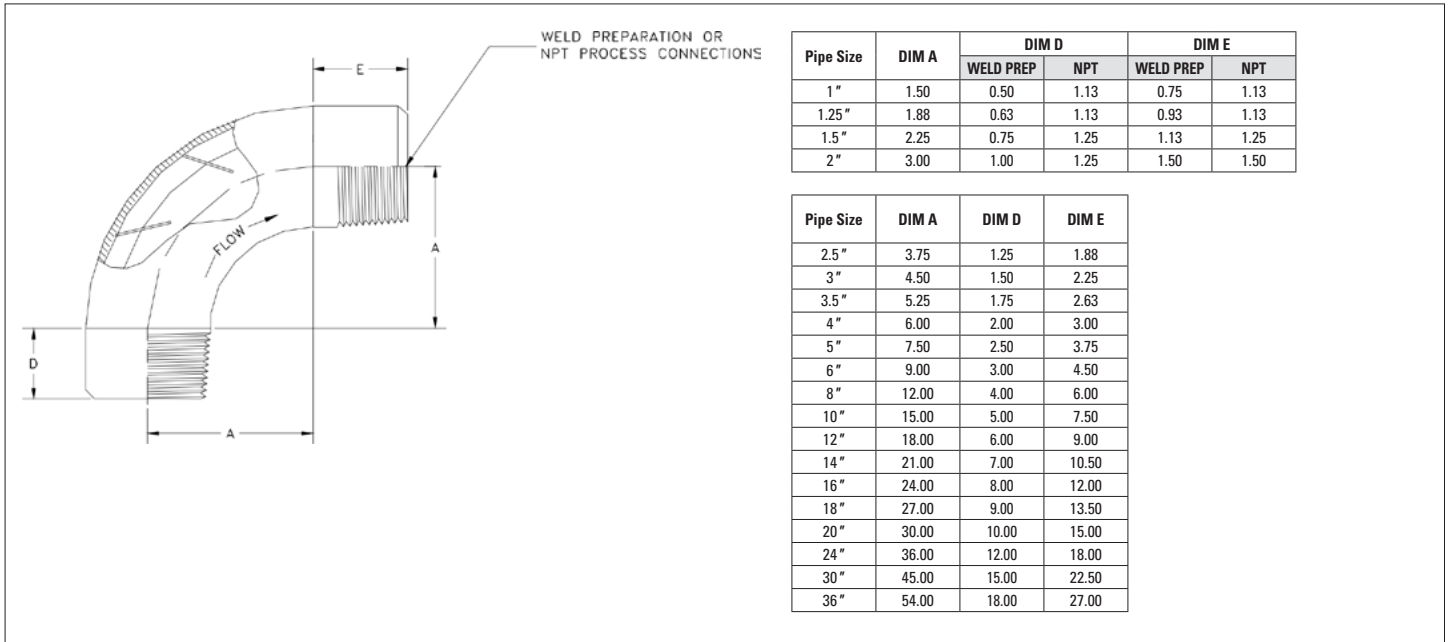 WELD PREPARATION OR
NPT PROCESS CONNECTIONS
E
A
FLOW
D
A
Pipe Size DIM A DIM D DIM E
WELD PREP NPT WELD PREP NPT
1" 1.50 0.50 1.13 0.75 1.13
1.25" 1.88 0.63 1.13 0.93 1.13
1.5" 2.25 0.75 1.25 1.13 1.25
2" 3.00 1.00 1.25 1.50 1.50
Pipe Size DIM A DIM D DIM E
2.5" 3.75 1.25 1.88
3" 4.50 1.50 2.25
3.5" 5.25 1.75 2.63
4" 6.00 2.00 3.00
5" 7.50 2.50 3.75
6" 9.00 3.00 4.50
8" 12.00 4.00 6.00
10" 15.00 5.00 7.50
12" 18.00 6.00 9.00
14" 21.00 7.00 10.50
16" 24.00 8.00 12.00
18" 27.00 9.00 13.50
20" 30.00 10.00 15.00
24" 36.00 12.00 18.00
30" 45.00 15.00 22.50
36" 54.00 18.00 27.00